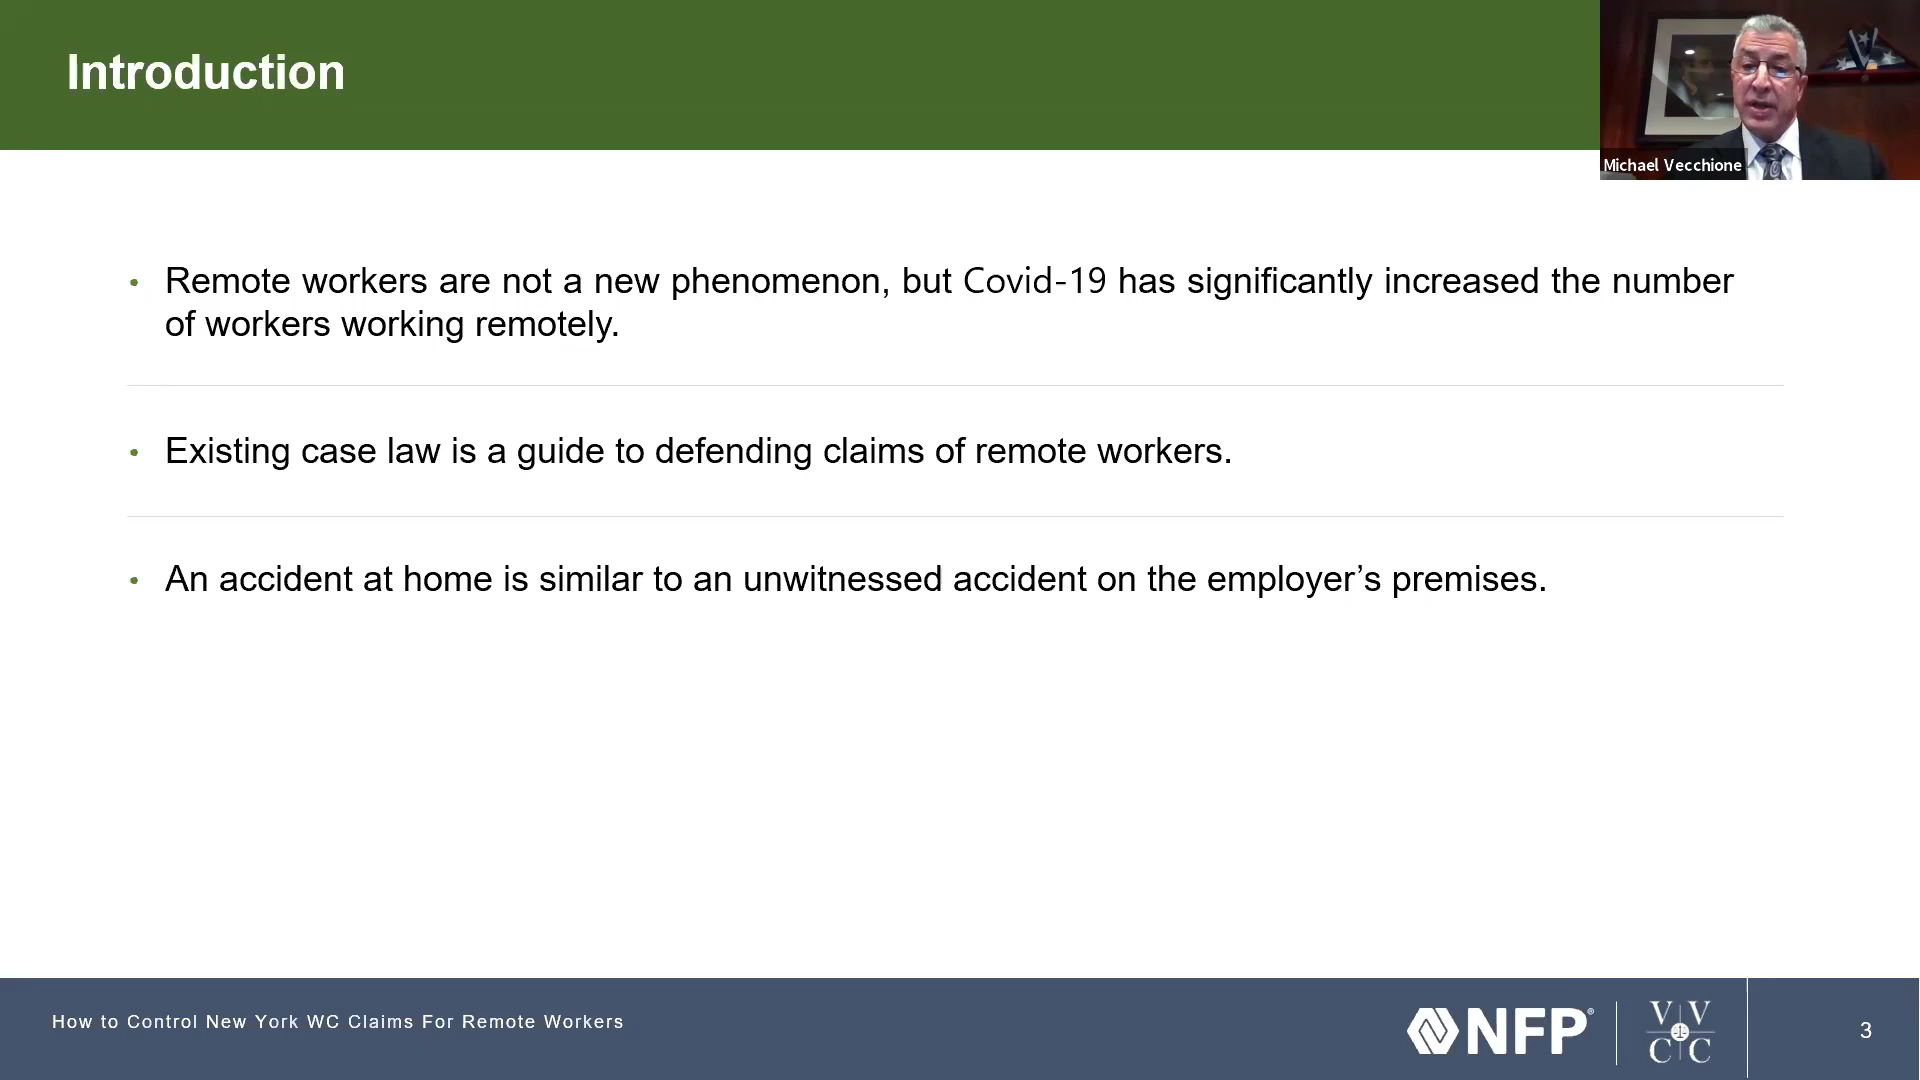 Introduction
Michael Vecchione
• Remote workers are not a new phenomenon, but Covid-19 has significantly increased the number
of workers working remotely.
• Existing case law is a guide to defending claims of remote workers.
• An accident at home is similar to an unwitnessed accident on the employer’s premises.
How to Control New York WC Claims For Remote Workers
NFP®
V V
C C
3